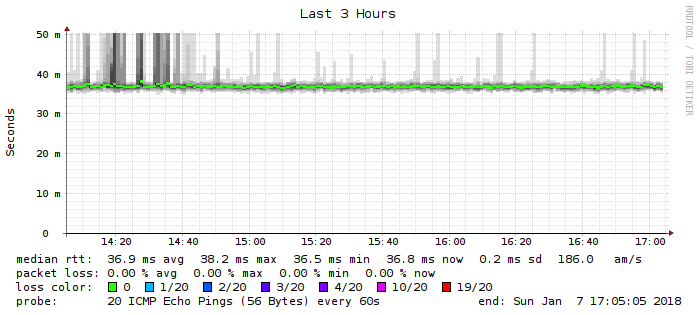 Last 3 Hours
RRDTOOL / TOBI OETIKER
Seconds
50 m
40 m
30 m
20 m
10 m
0
14:20 14:40 15:00 15:20 15:40 16:00 16:20 16:40 17:00
median rtt: 36.9 ms avg 38.2 ms max 36.5 ms min 36.8 ms now 0.2 ms sd 186.0 am/s
packet loss: 0.00 % avg 0.00 % max 0.00 % min 0.00 % now
loss color: 0 1/20 2/20 3/20 4/20 10/20 19/20
probe: 20 ICMP Echo Pings (56 Bytes) every 60s end: Sun Jan 7 17:05:05 2018